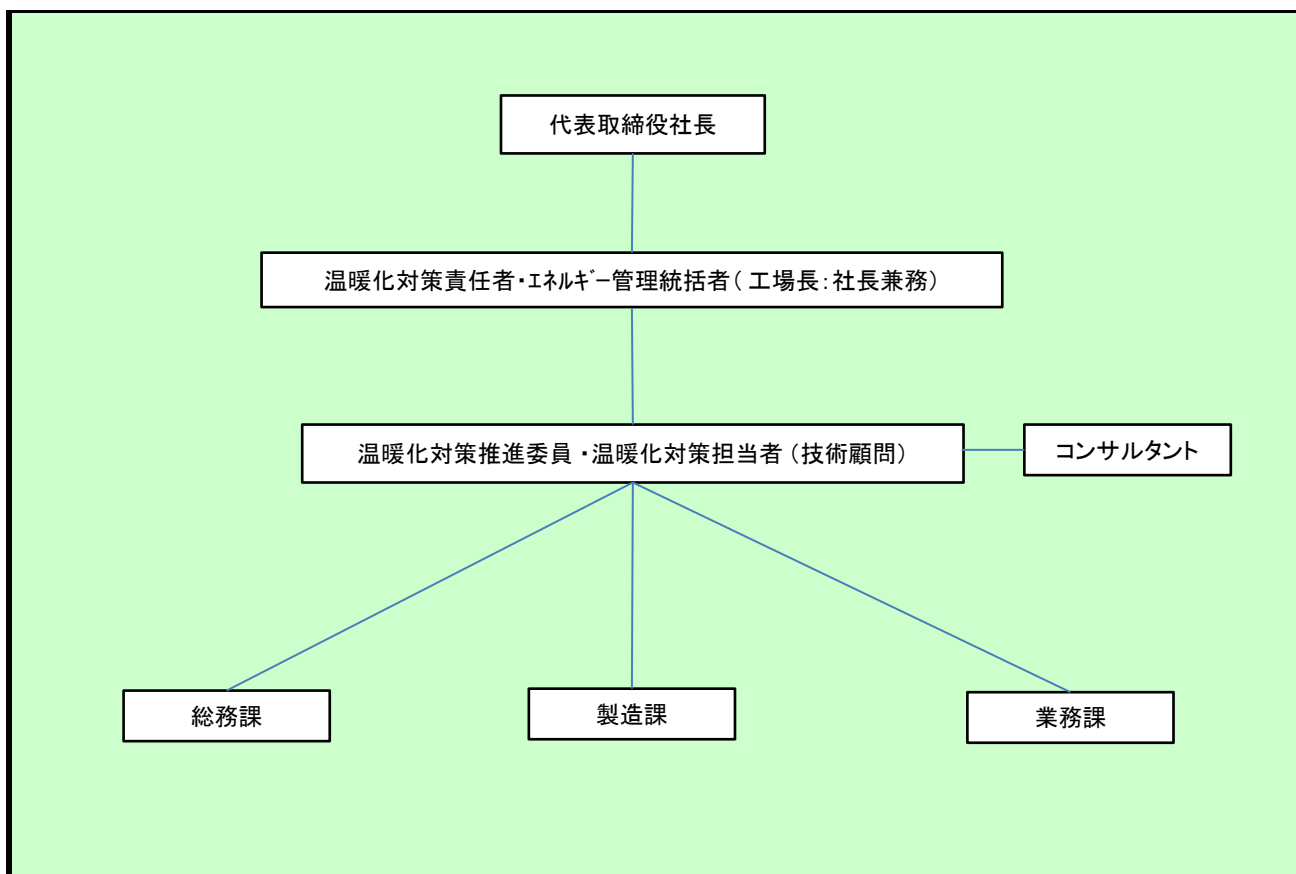 代表取締役社長
温暖化対策責任者・エネルギー管理統括者(工場長:社長兼務)
温暖化対策推進委員・温暖化対策担当者(技術顧問)
コンサルタント
総務課
製造課
業務課